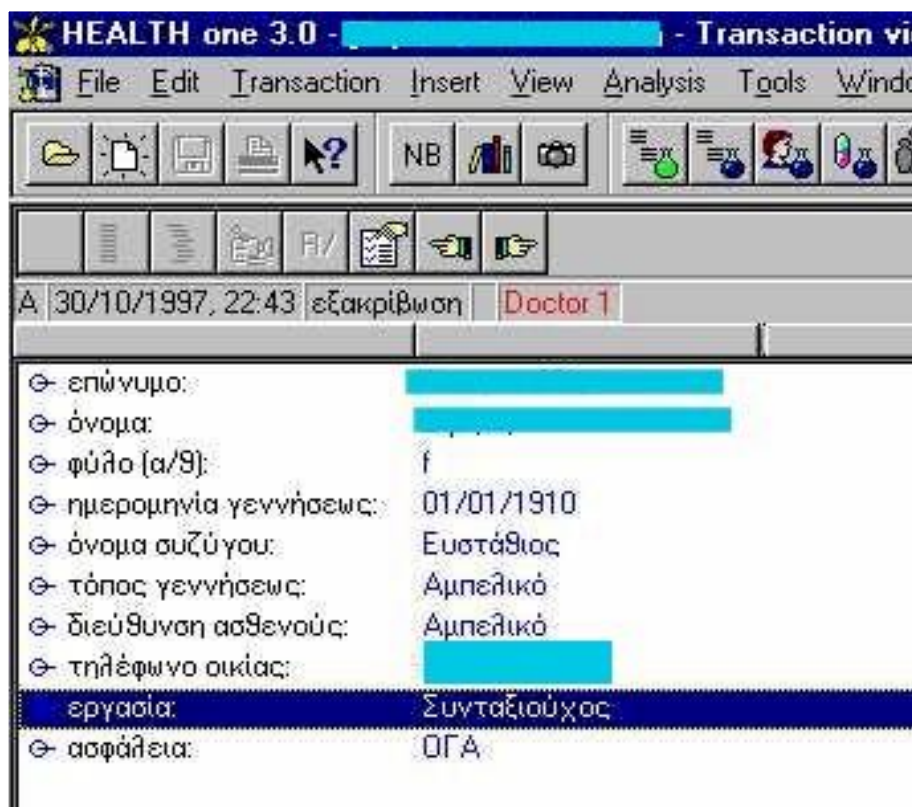 HEALTH one 3.0 - - Transaction vi
File Edit Transaction Insert View Analysis Tools Windo
NB
A 30/10/1997, 22:43 εξακρίβωση Doctor 1
επώνυμο:
όνομα:
φύλο (α/θ): f
ημερομηνία γεννήσεως: 01/01/1910
όνομα συζύγου: Ευστάθιος
τόπος γεννήσεως: Αμπελικό
διεύθυνση ασθενούς: Αμπελικό
τηλέφωνο οικίας:
εργασία: Συνταξιούχος
ασφάλεια: ΟΓΑ